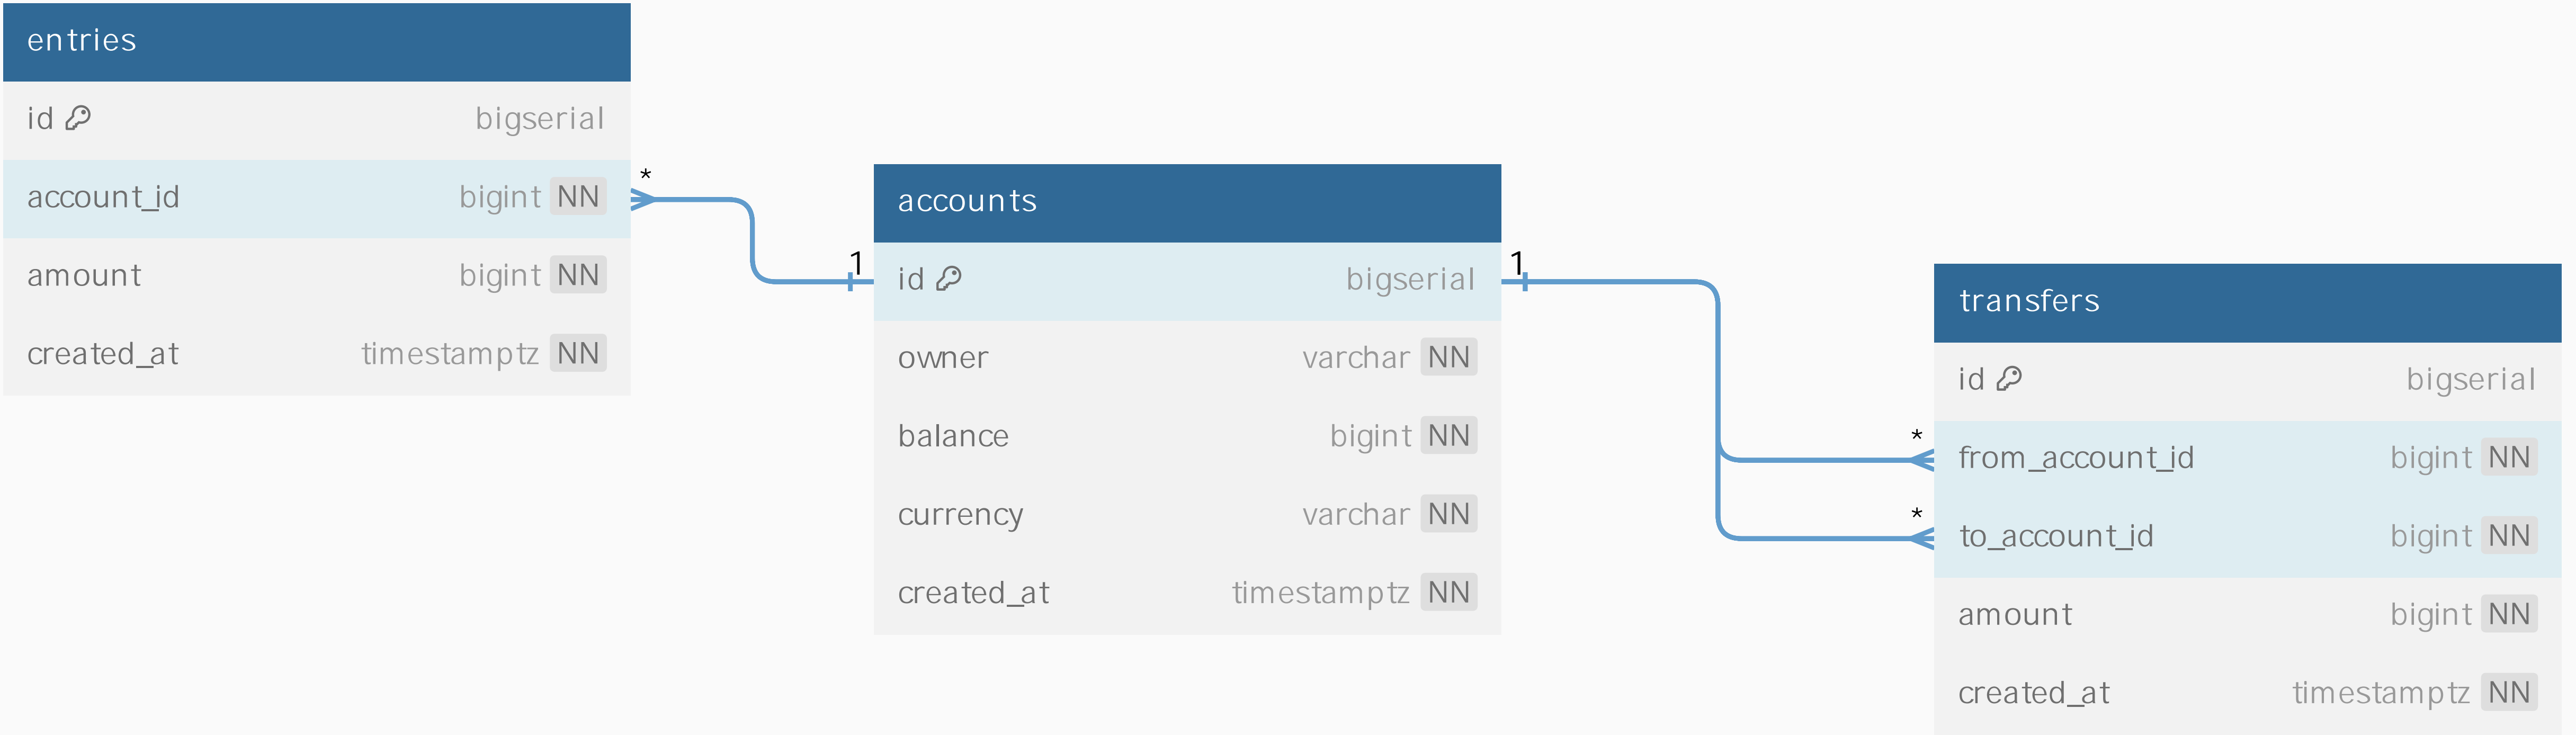 entries
id bigserial
account_id bigint NN
amount bigint NN
created_at timestamptz NN
*
1
accounts
id bigserial
owner varchar NN
balance bigint NN
currency varchar NN
created_at timestamptz NN
1
*
*
transfers
id bigserial
from_account_id bigint NN
to_account_id bigint NN
amount bigint NN
created_at timestamptz NN